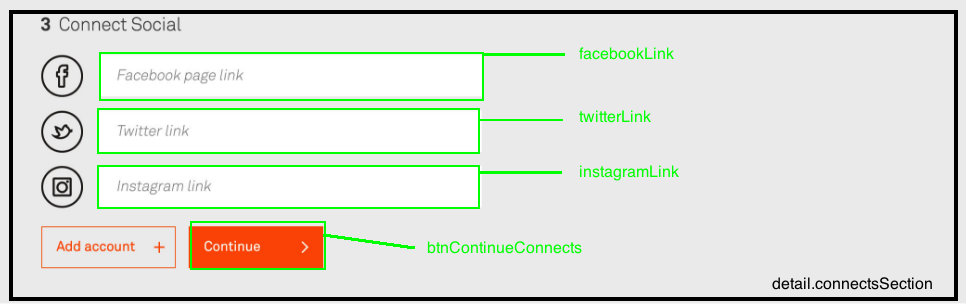 3 Connect Social
facebookLink
Facebook page link
twitterLink
Twitter link
instagramLink
Instagram link
Add account +
Continue >
btnContinueConnects
detail.connectsSection